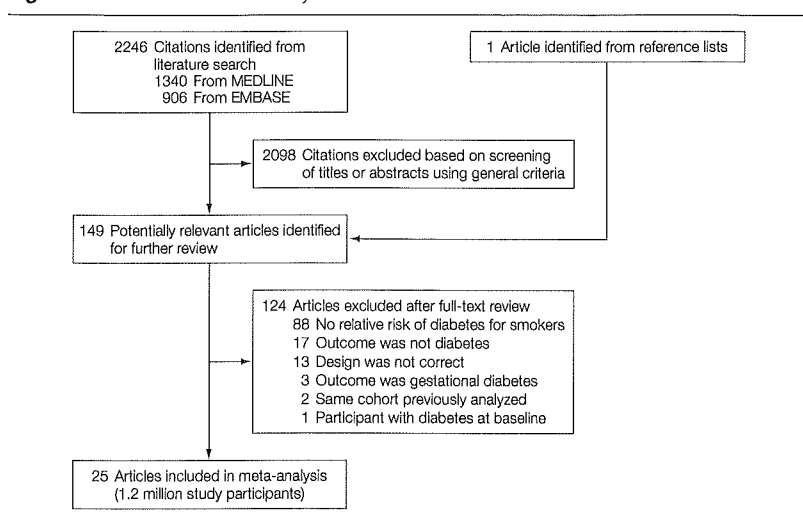 2246 Citations identified from
literature search
1340 From MEDLINE
906 From EMBASE
1 Article identified from reference lists
2098 Citations excluded based on screening
of titles or abstracts using general criteria
149 Potentially relevant articles identified
for further review
124 Articles excluded after full-text review
88 No relative risk of diabetes for smokers
17 Outcome was not diabetes
13 Design was not correct
3 Outcome was gestational diabetes
2 Same cohort previously analyzed
1 Participant with diabetes at baseline
25 Articles included in meta-analysis
(1.2 million study participants)